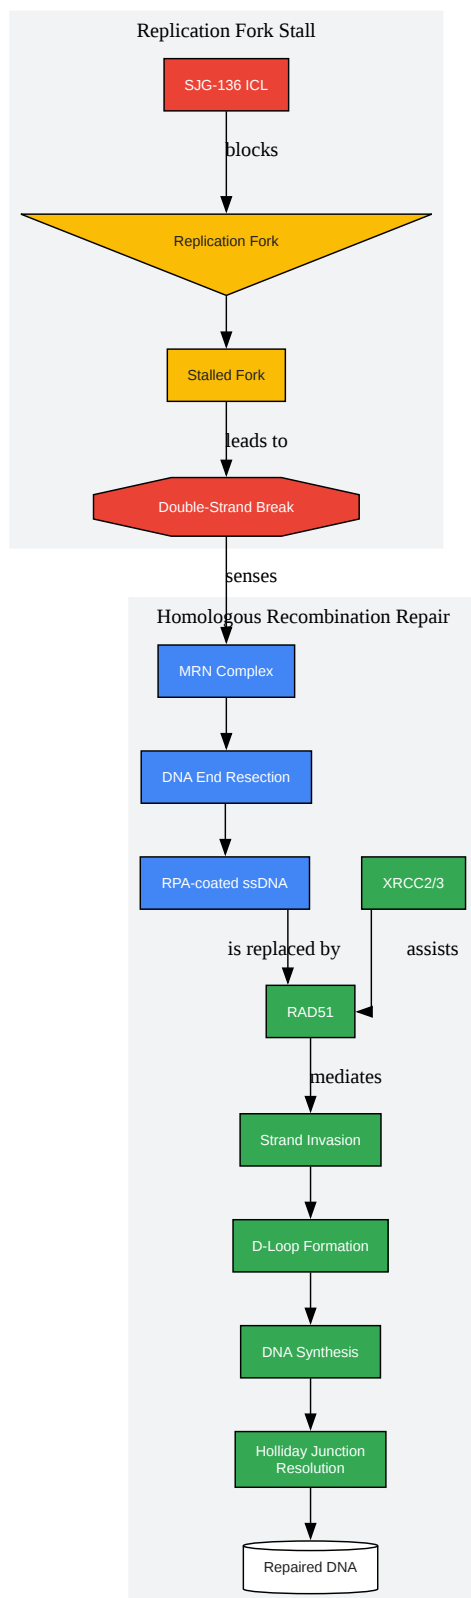 Replication Fork Stall
SJG-136 ICL
blocks
Replication Fork
Stalled Fork
leads to
Double-Strand Break
senses
Homologous Recombination Repair
MRN Complex
DNA End Resection
RPA-coated ssDNA
XRCC2/3
is replaced by
assists
RAD51
mediates
Strand Invasion
D-Loop Formation
DNA Synthesis
Holliday Junction
Resolution
Repaired DNA